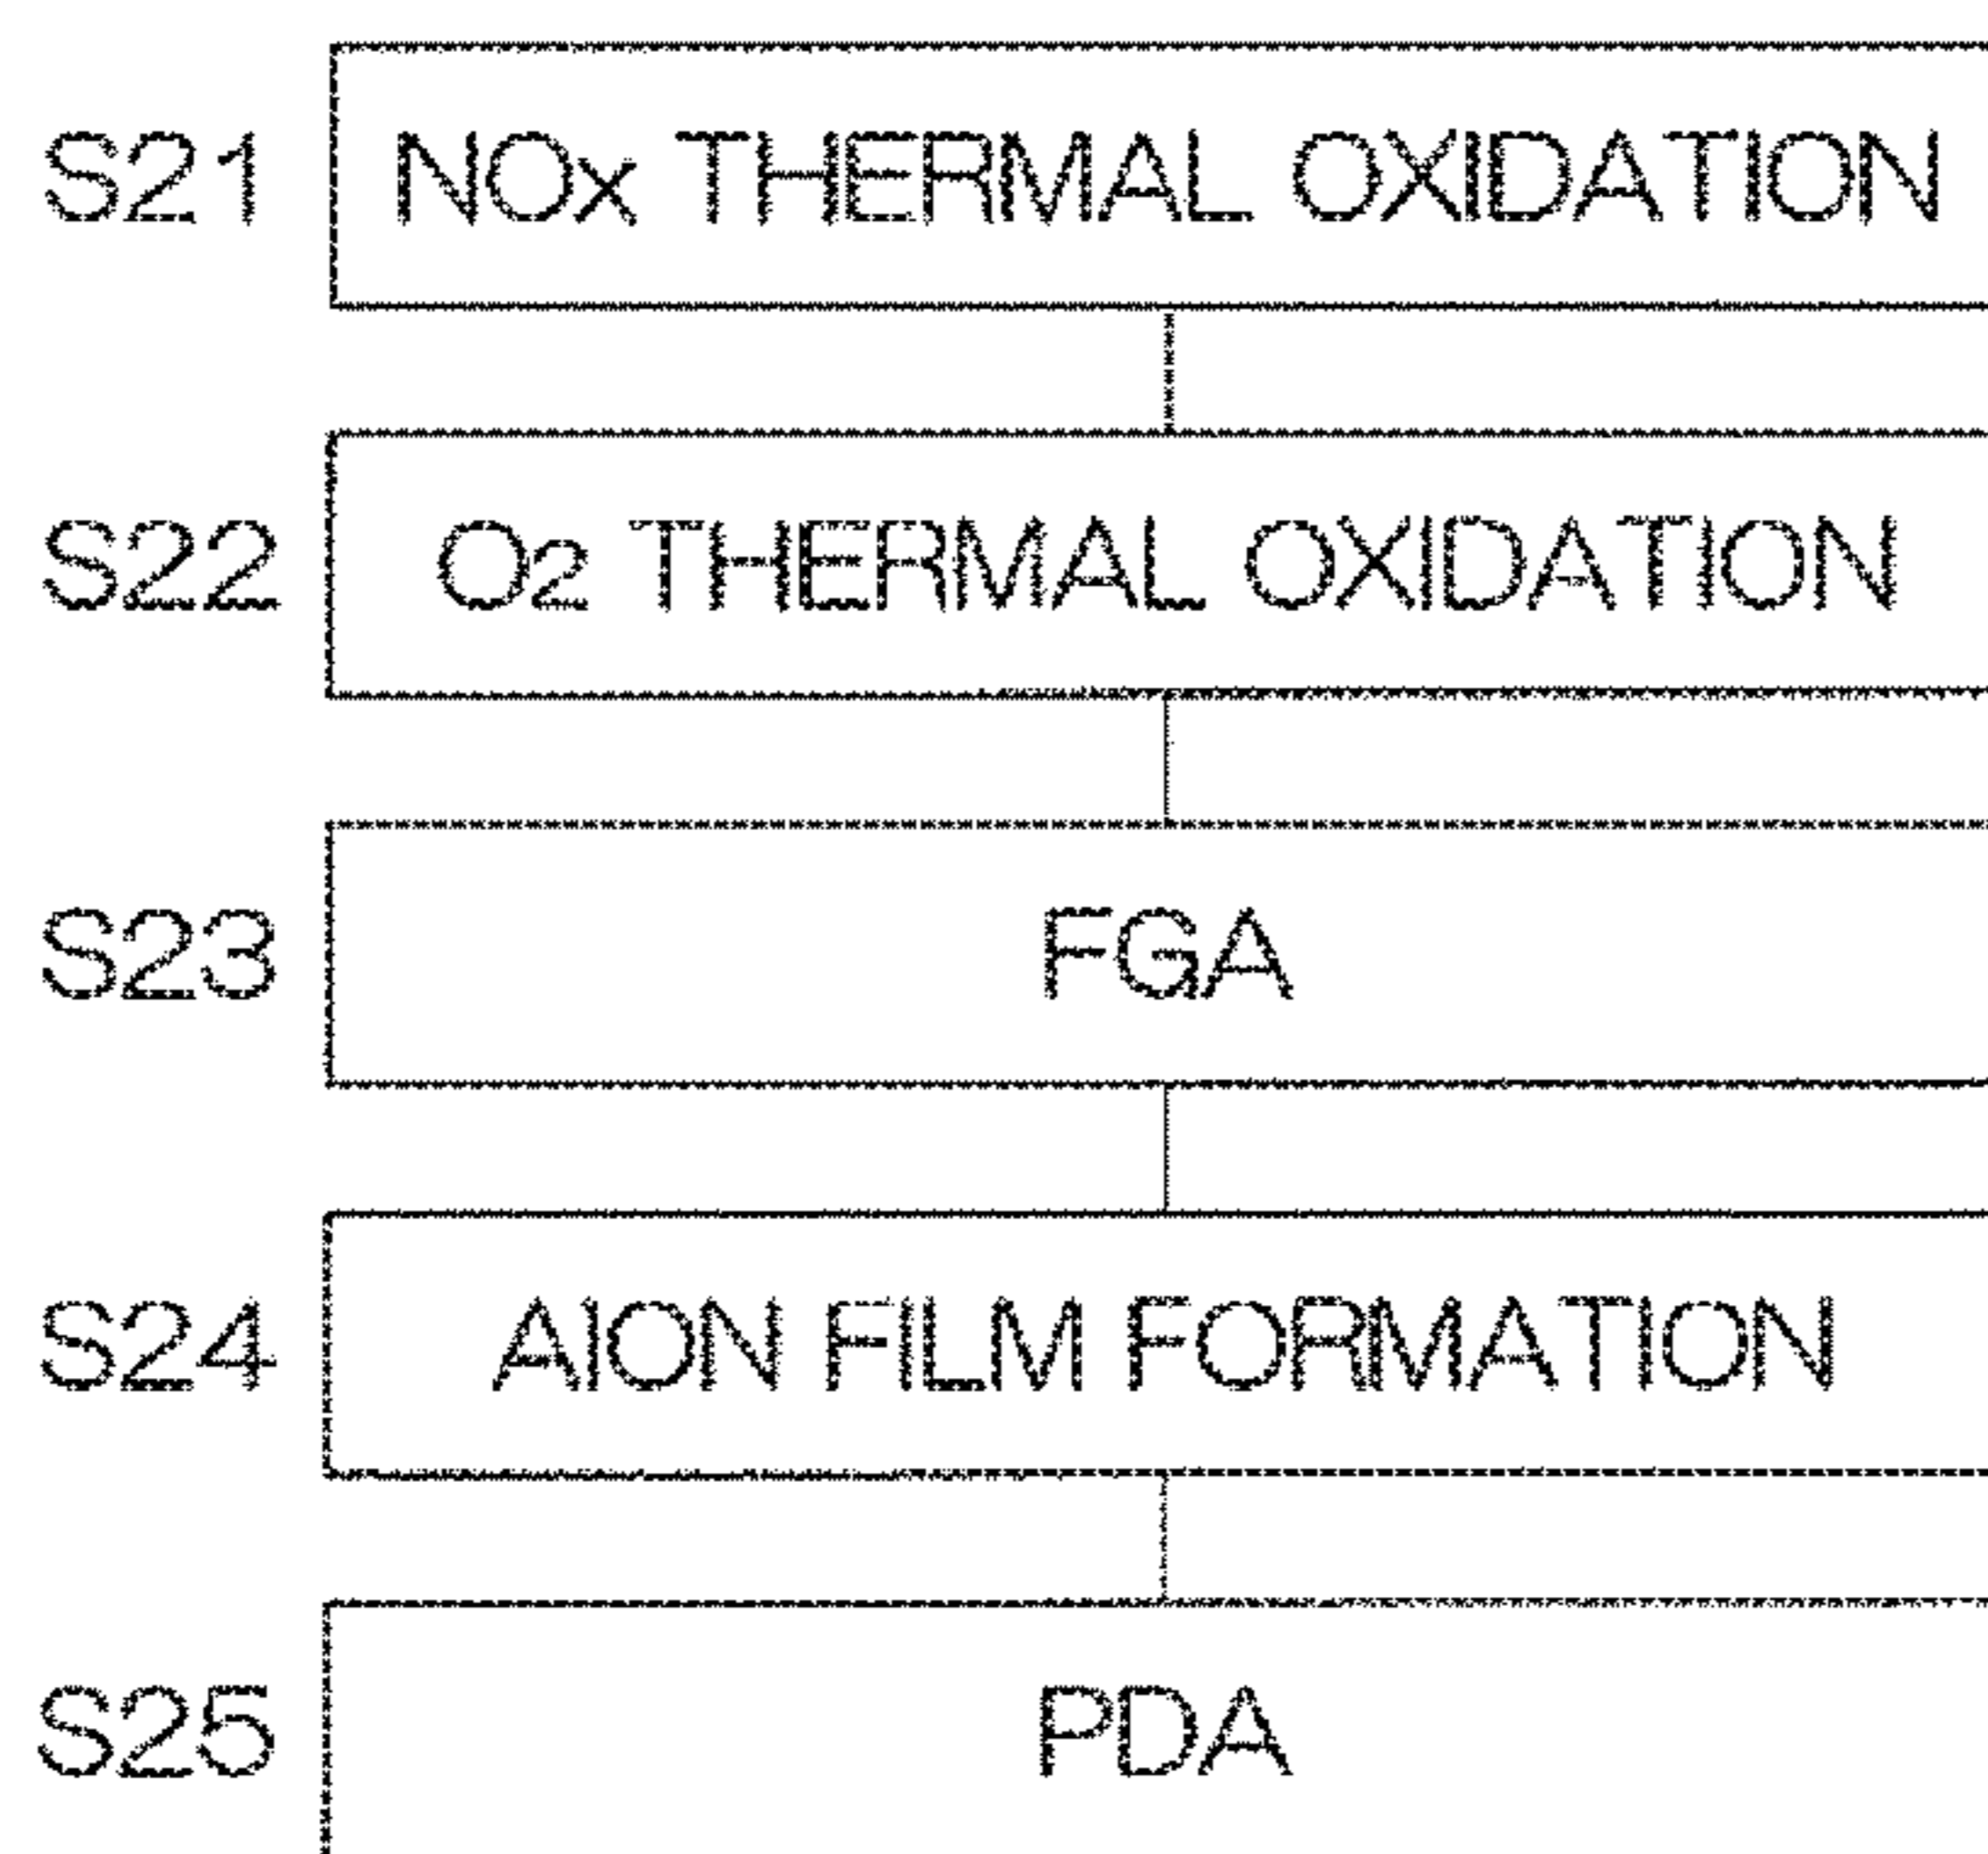 S21 NOx THERMAL OXIDATION
S22 O2 THERMAL OXIDATION
S23 FGA
S24 AlON FILM FORMATION
S25 PDA